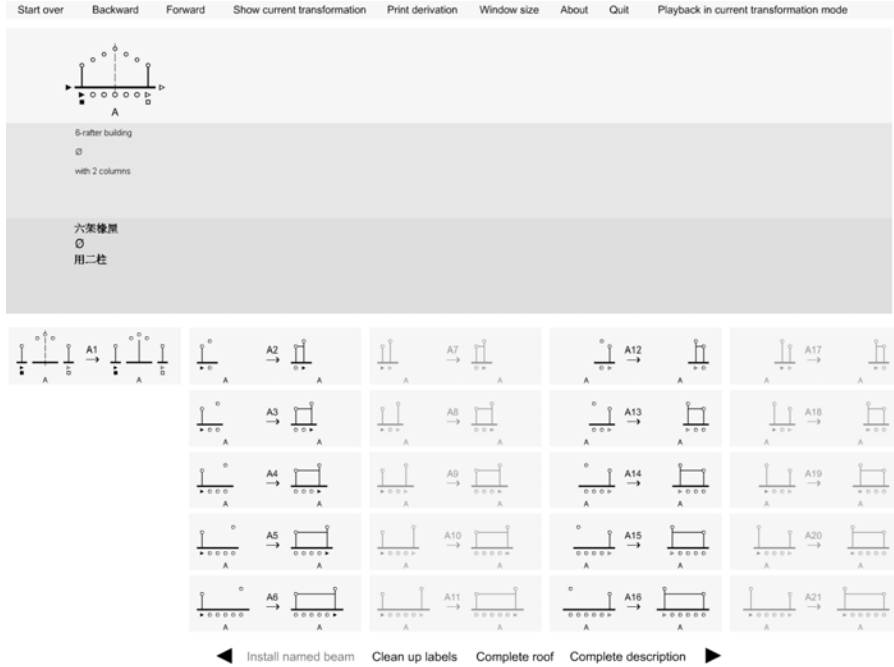 Start over Backward Forward Show current transformation Print derivation Window size About Quit Playback in current transformation mode
A
6-rafter building
Ø
with 2 columns
六架椽屋
Ø
用二柱
A1 A2 A7 A12 A17
A A A A A A A A A A
A3 A8 A13 A18
A A A A A A A A
A4 A9 A14 A19
A A A A A A A A
A5 A10 A15 A20
A A A A A A A A
A6 A11 A16 A21
A A A A A A A A
Install named beam Clean up labels Complete roof Complete description